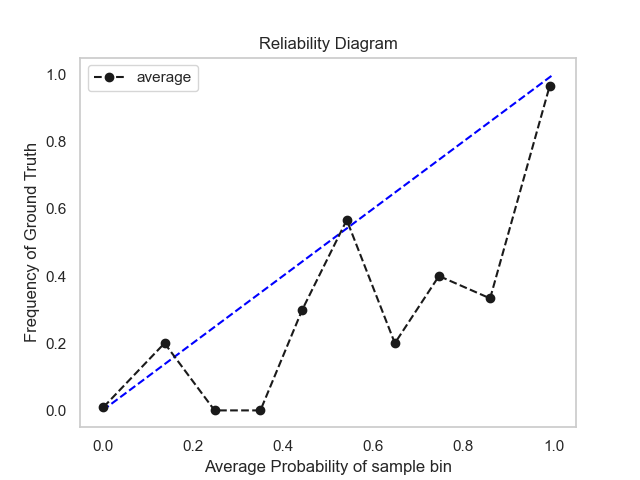 Reliability Diagram
average
Frequency of Ground Truth
1.0
0.8
0.6
0.4
0.2
0.0
0.0 0.2 0.4 0.6 0.8 1.0
Average Probability of sample bin